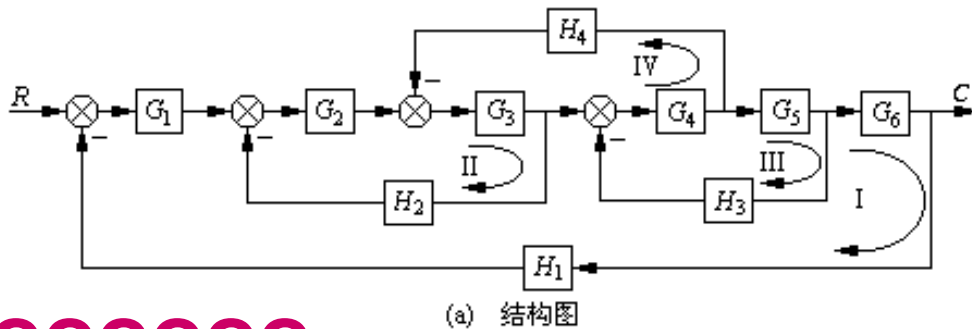 H₄
IV
R
G₁
G₂
G₃
G₄
G₅
G₆
C
−
−
−
−
II
III
I
H₂
H₃
H₁
(a) 结构图